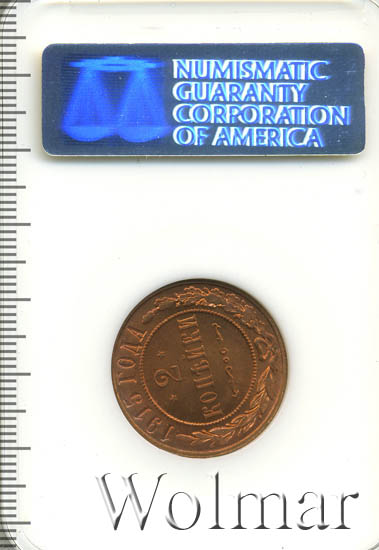 NUMISMATIC
GUARANTY
CORPORATION
OF AMERICA
* 2 *
КОПѢЙКИ
1915 ГОДА
Wolmar